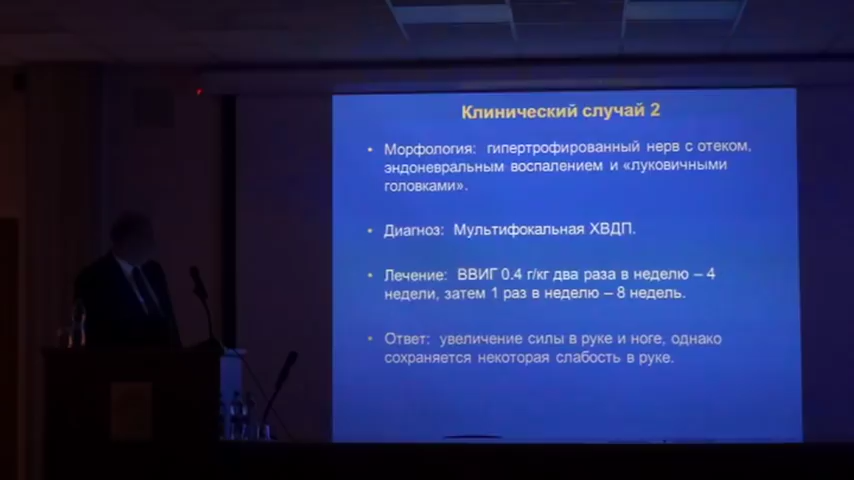 Клинический случай 2
• Морфология: гипертрофированный нерв с отеком,
эндоневральным воспалением и «луковичными
головками».
• Диагноз: Мультифокальная ХВДП.
• Лечение: ВВИГ 0.4 г/кг два раза в неделю – 4
недели, затем 1 раз в неделю – 8 недель.
• Ответ: увеличение силы в руке и ноге, однако
сохраняется некоторая слабость в руке.